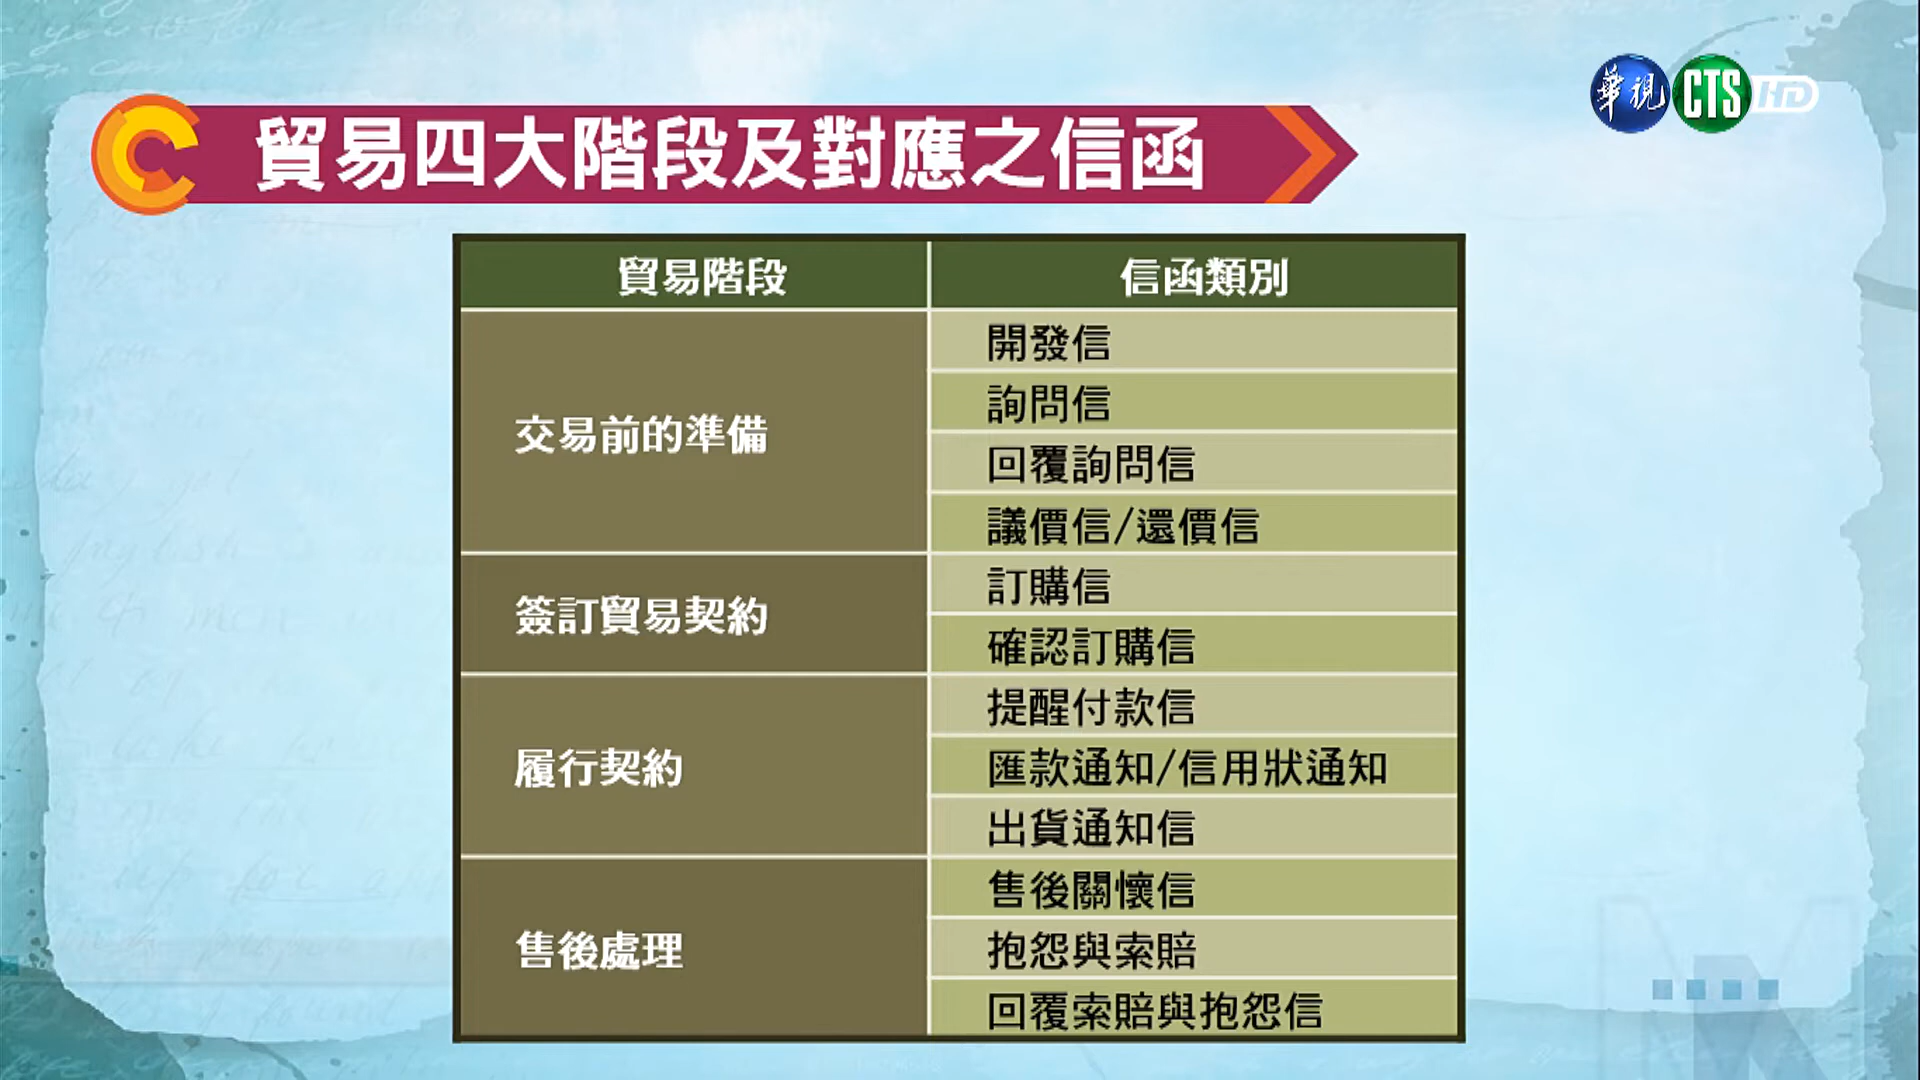 華視 CTS HD
貿易四大階段及對應之信函
貿易階段 信函類別
交易前的準備
開發信
詢問信
回覆詢問信
議價信/還價信
簽訂貿易契約
訂購信
確認訂購信
履行契約
提醒付款信
匯款通知/信用狀通知
出貨通知信
售後處理
售後關懷信
抱怨與索賠
回覆索賠與抱怨信